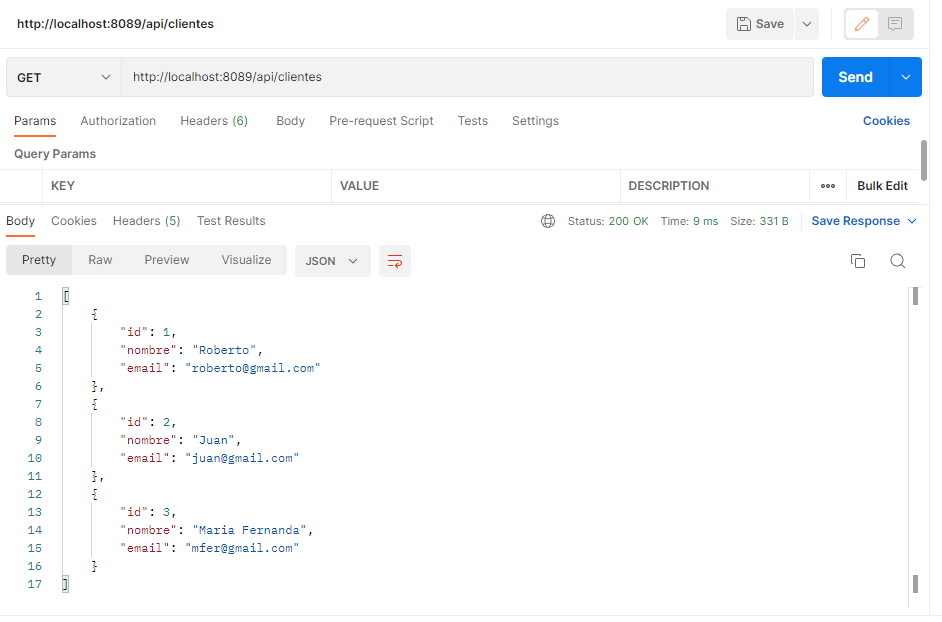 http://localhost:8089/api/clientes
Save
GET http://localhost:8089/api/clientes Send
Params Authorization Headers (6) Body Pre-request Script Tests Settings Cookies
Query Params
KEY VALUE DESCRIPTION ••• Bulk Edit
Body Cookies Headers (5) Test Results Status: 200 OK Time: 9 ms Size: 331 B Save Response
Pretty Raw Preview Visualize JSON
1 [
2 {
3 "id": 1,
4 "nombre": "Roberto",
5 "email": "roberto@gmail.com"
6 },
7 {
8 "id": 2,
9 "nombre": "Juan",
10 "email": "juan@gmail.com"
11 },
12 {
13 "id": 3,
14 "nombre": "Maria Fernanda",
15 "email": "mfer@gmail.com"
16 }
17 ]